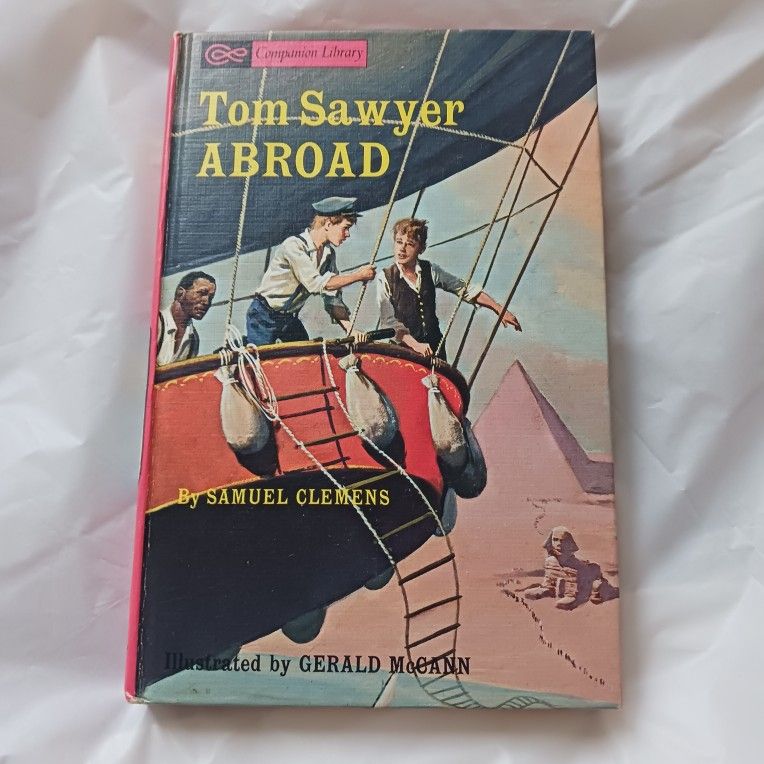 Companion Library
Tom Sawyer
ABROAD
By SAMUEL CLEMENS
Illustrated by GERALD McCANN